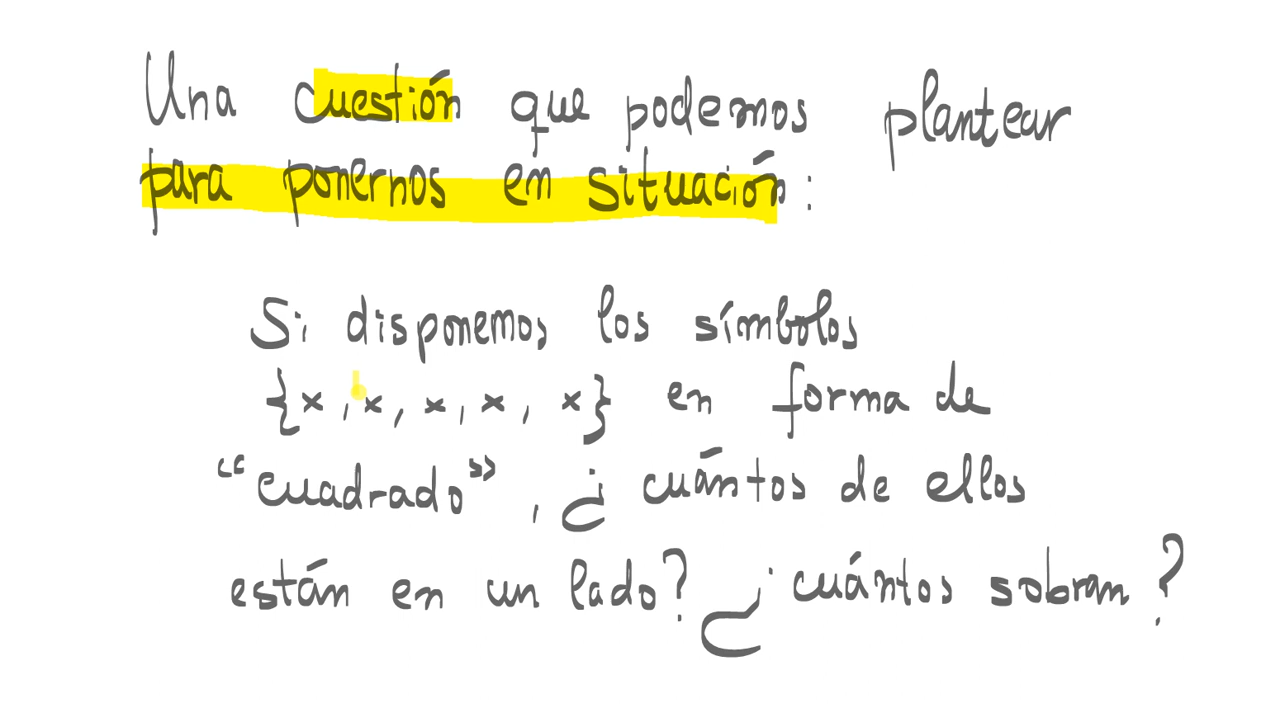 Una cuestión que podemos plantear
para ponernos en situación:
Si disponemos los símbolos
{x, x, x, x, x} en forma de
“cuadrado”, ¿cuántos de ellos
están en un lado? ¿cuántos sobran?